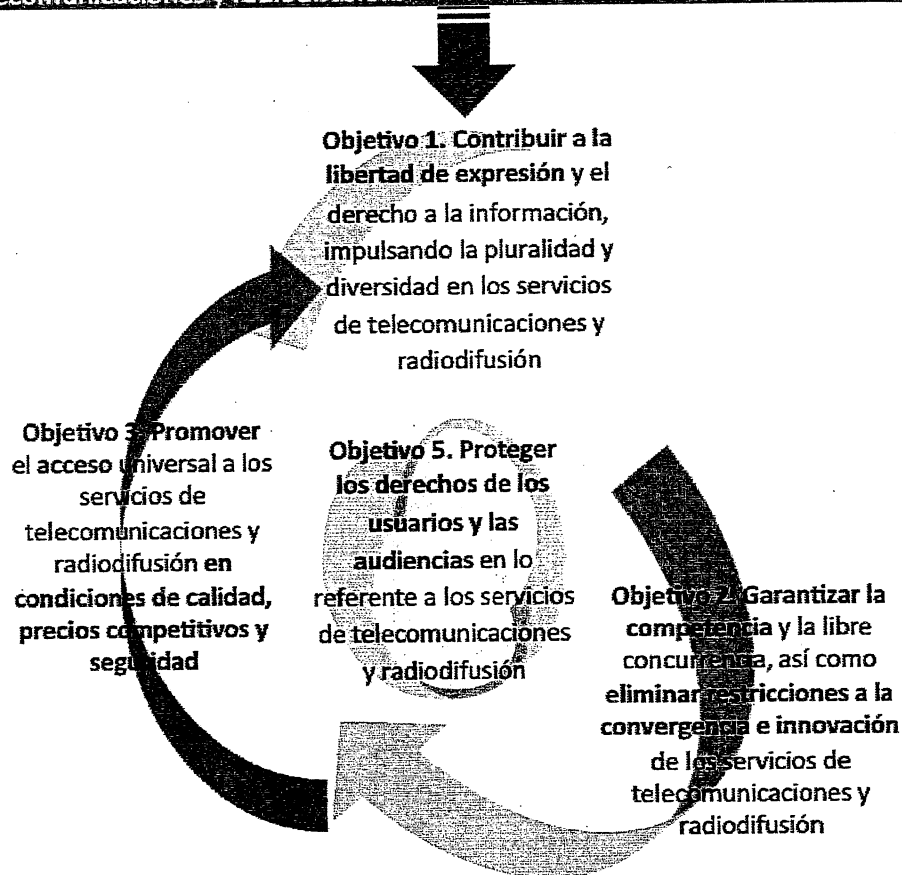 Objetivo 1. Contribuir a la
libertad de expresión y el
derecho a la información,
impulsando la pluralidad y
diversidad en los servicios
de telecomunicaciones y
radiodifusión
Objetivo 3. Promover
el acceso universal a los
servicios de
telecomunicaciones y
radiodifusión en
condiciones de calidad,
precios competitivos y
seguridad
Objetivo 5. Proteger
los derechos de los
usuarios y las
audiencias en lo
referente a los servicios
de telecomunicaciones
y radiodifusión
Objetivo 2. Garantizar la
competencia y la libre
concurrencia, así como
eliminar restricciones a la
convergencia e innovación
de los servicios de
telecomunicaciones y
radiodifusión